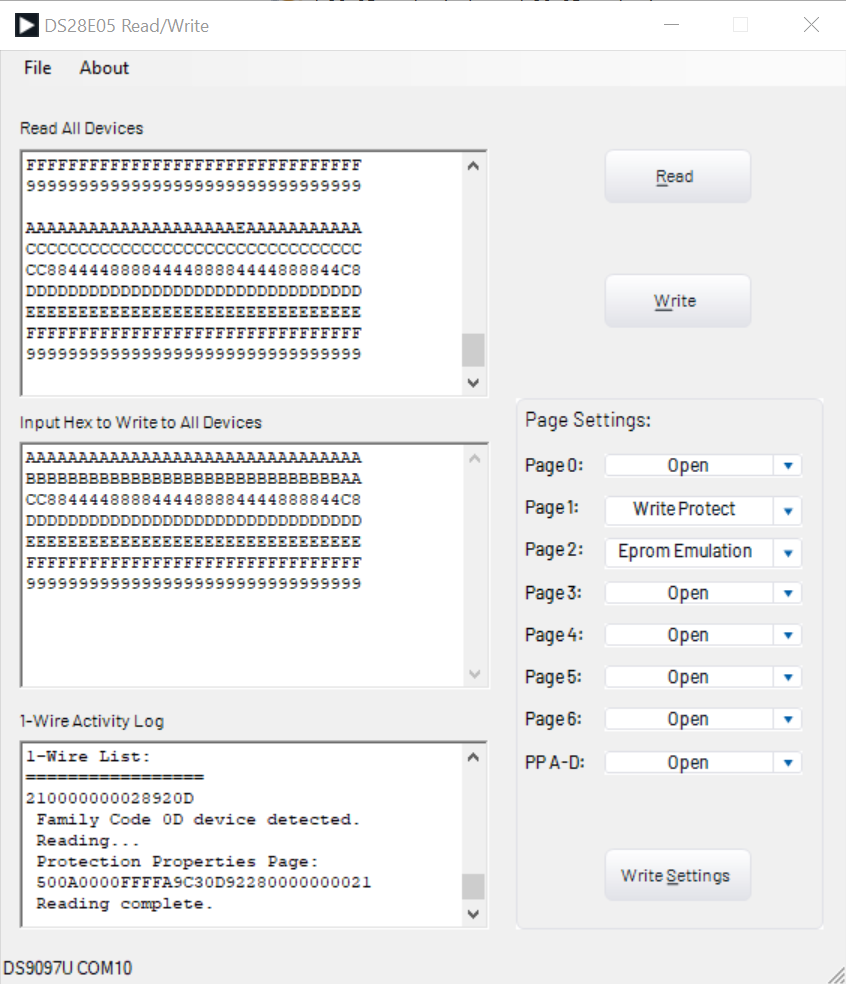 DS28E05 Read/Write
File About
Read All Devices
FFFFFFFFFFFFFFFFFFFFFFFFFFFFFFFF
99999999999999999999999999999999
AAAAAAAAAAAAAAAAAAAAEAAAAAAAAAAA
CCCCCCCCCCCCCCCCCCCCCCCCCCCCCCCC
CC8844448888444488884444888844C8
DDDDDDDDDDDDDDDDDDDDDDDDDDDDDDDD
EEEEEEEEEEEEEEEEEEEEEEEEEEEEEEEE
FFFFFFFFFFFFFFFFFFFFFFFFFFFFFFFF
99999999999999999999999999999999
Read
Write
Input Hex to Write to All Devices
AAAAAAAAAAAAAAAAAAAAAAAAAAAAAAAA
BBBBBBBBBBBBBBBBBBBBBBBBBBBBBBAA
CC8844448888444488884444888844C8
DDDDDDDDDDDDDDDDDDDDDDDDDDDDDDDD
EEEEEEEEEEEEEEEEEEEEEEEEEEEEEEEE
FFFFFFFFFFFFFFFFFFFFFFFFFFFFFFFF
99999999999999999999999999999999
1-Wire Activity Log
1-Wire List:
=================
210000000028920D
Family Code 0D device detected.
Reading...
Protection Properties Page:
500A0000FFFFA9C30D92280000000021
Reading complete.
Page Settings:
Page 0: Open
Page 1: Write Protect
Page 2: Eprom Emulation
Page 3: Open
Page 4: Open
Page 5: Open
Page 6: Open
PP A-D: Open
Write Settings
DS9097U COM10